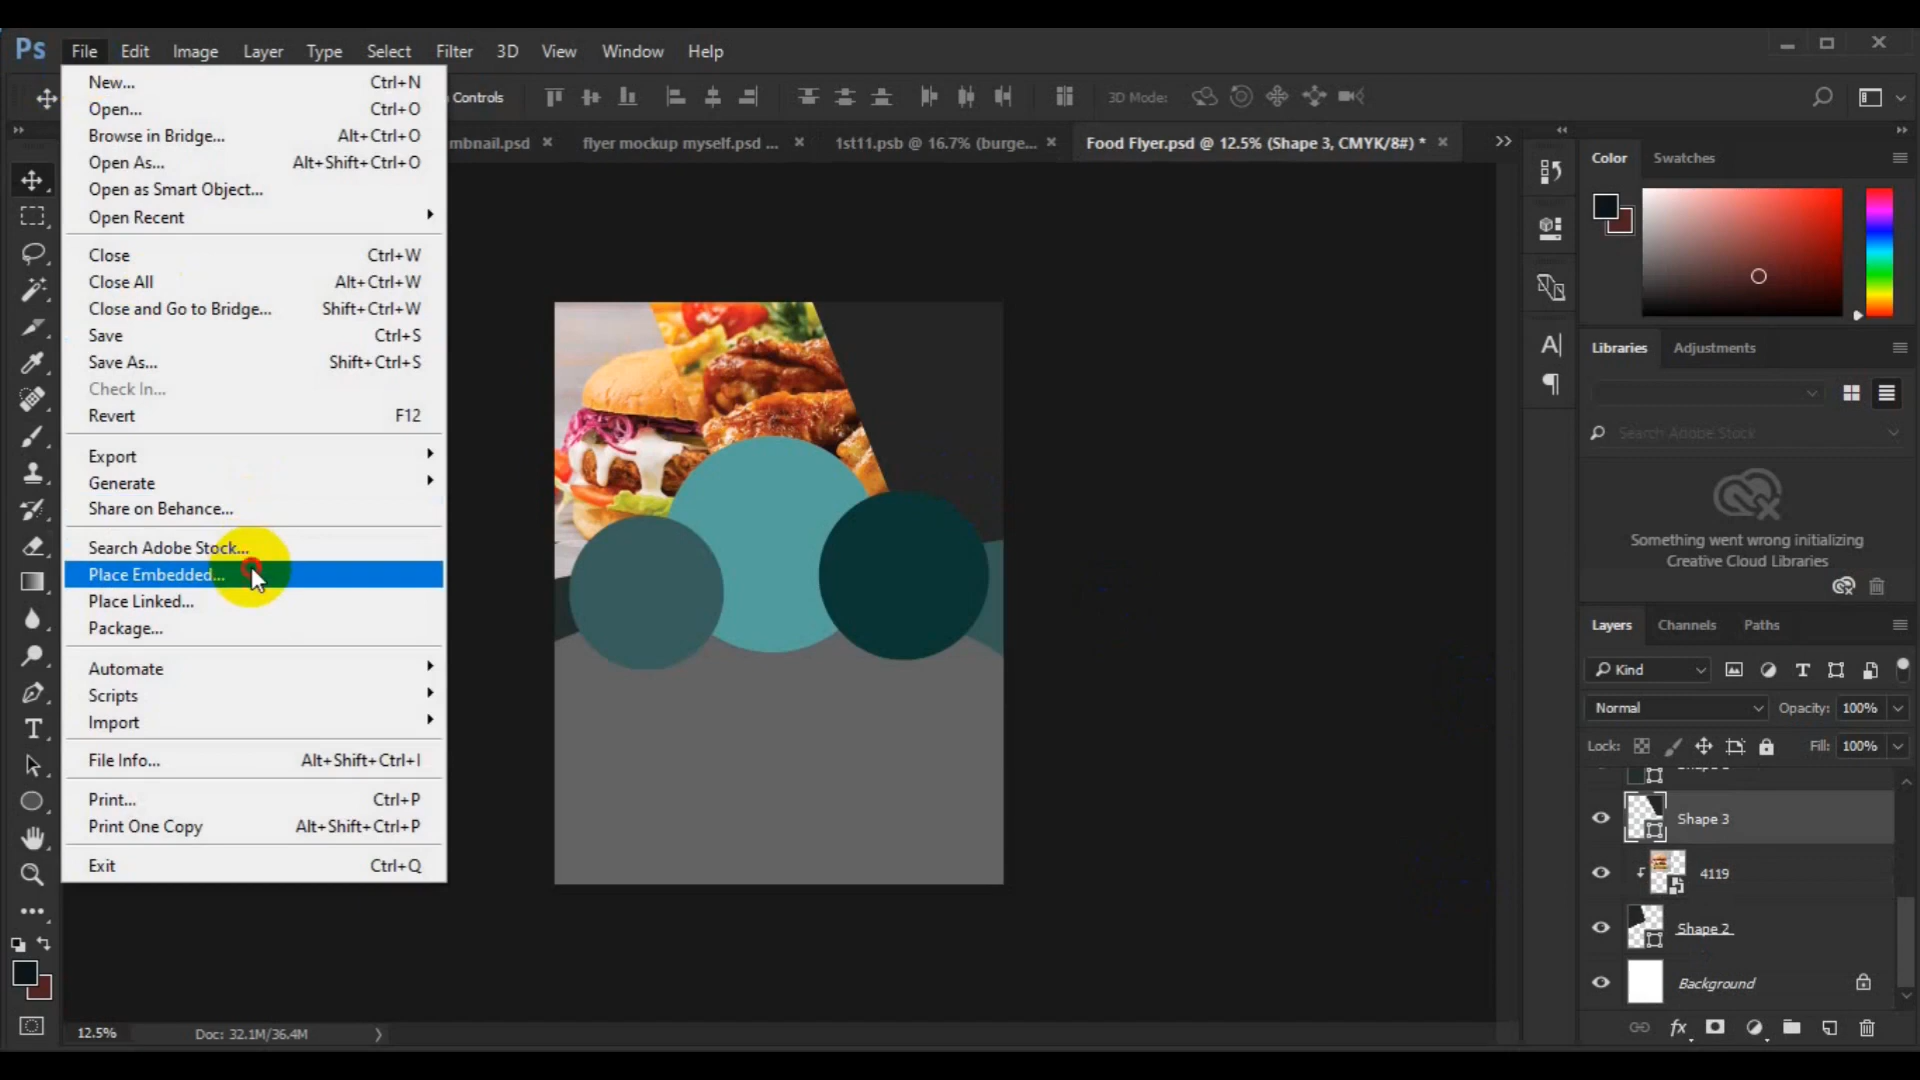 Ps File Edit Image Layer Type Select Filter 3D View Window Help
Controls 3D Mode:
mbnail.psd × flyer mockup myself.psd ... × 1st11.psb @ 16.7% (burge... × Food Flyer.psd @ 12.5% (Shape 3, CMYK/8#) * ×
New... Ctrl+N
Open... Ctrl+O
Browse in Bridge... Alt+Ctrl+O
Open As... Alt+Shift+Ctrl+O
Open as Smart Object...
Open Recent
Close Ctrl+W
Close All Alt+Ctrl+W
Close and Go to Bridge... Shift+Ctrl+W
Save Ctrl+S
Save As... Shift+Ctrl+S
Check In...
Revert F12
Export
Generate
Share on Behance...
Search Adobe Stock...
Place Embedded...
Place Linked...
Package...
Automate
Scripts
Import
File Info... Alt+Shift+Ctrl+I
Print... Ctrl+P
Print One Copy Alt+Shift+Ctrl+P
Exit Ctrl+Q
12.5% Doc: 32.1M/36.4M
Color Swatches
Libraries Adjustments
Search Adobe Stock
Something went wrong initializing
Creative Cloud Libraries
Layers Channels Paths
Kind
Normal Opacity: 100%
Lock: Fill: 100%
Shape 3
4119
Shape 2
Background